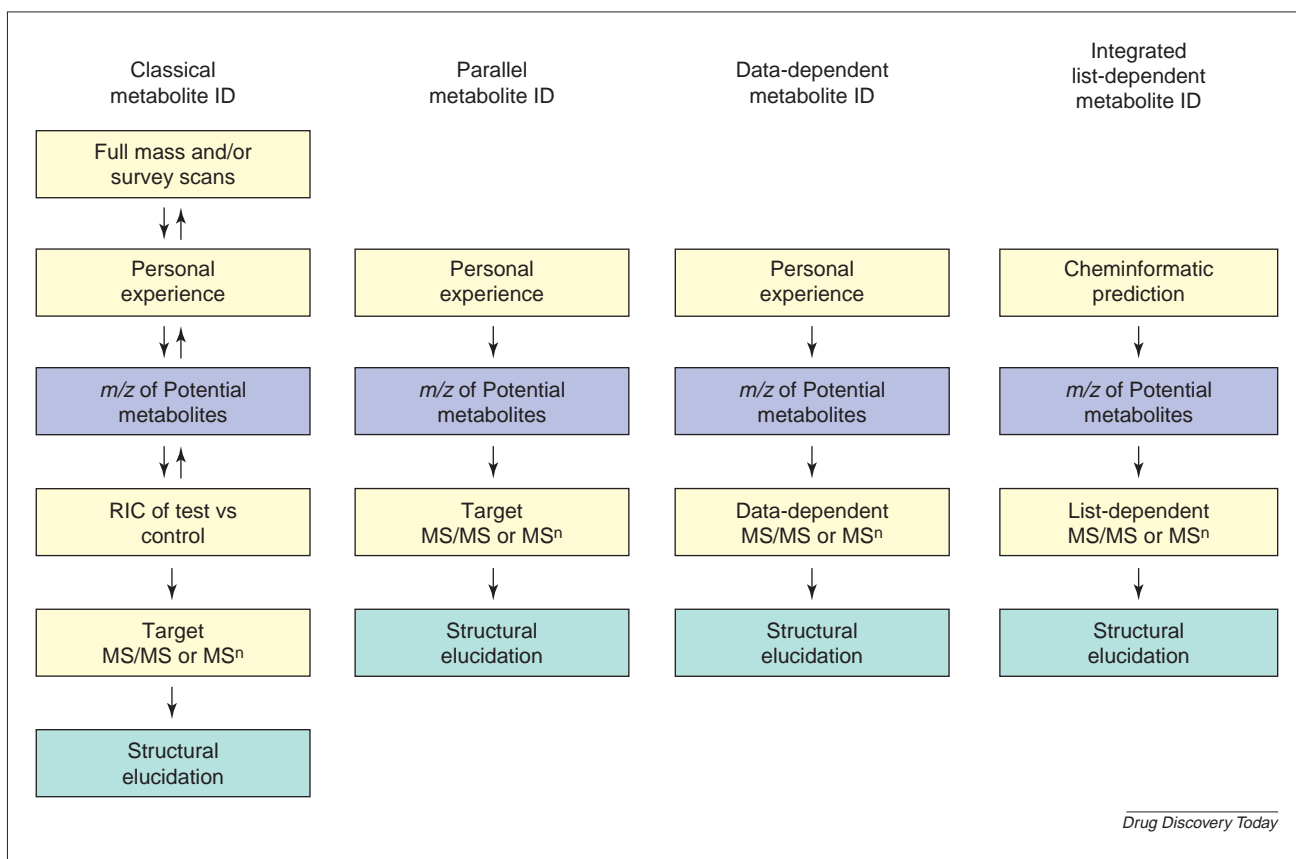 Classical
metabolite ID
Full mass and/or
survey scans
Personal
experience
m/z of Potential
metabolites
RIC of test vs
control
Target
MS/MS or MSⁿ
Structural
elucidation
Parallel
metabolite ID
Personal
experience
m/z of Potential
metabolites
Target
MS/MS or MSⁿ
Structural
elucidation
Data-dependent
metabolite ID
Personal
experience
m/z of Potential
metabolites
Data-dependent
MS/MS or MSⁿ
Structural
elucidation
Integrated
list-dependent
metabolite ID
Cheminformatic
prediction
m/z of Potential
metabolites
List-dependent
MS/MS or MSⁿ
Structural
elucidation
Drug Discovery Today